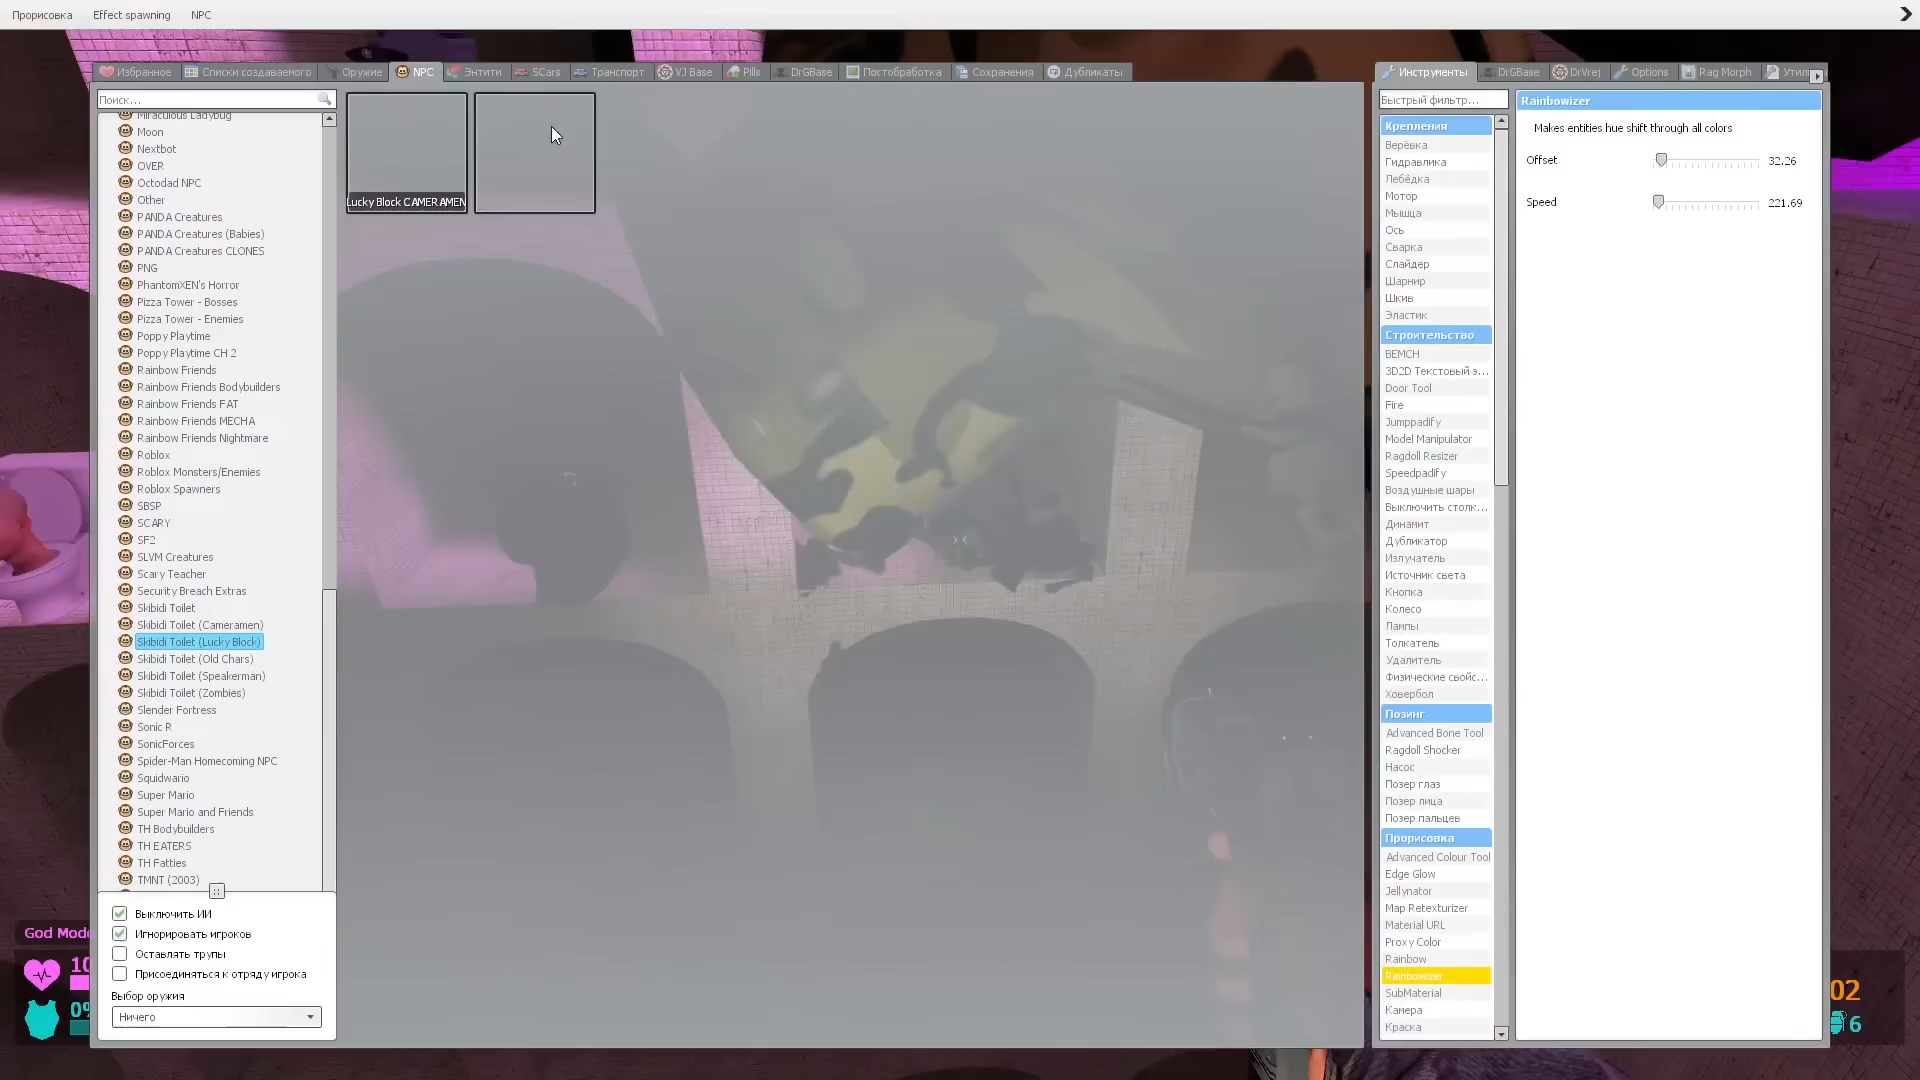 Прорисовка
Effect spawning
NPC
Избранное
Списки создаваемого
Оружие
NPC
Энтити
SCars
Транспорт
VJ Base
Pills
DrGBase
Постобработка
Сохранения
Дубликаты
Инструменты
DrGBase
DrVrej
Options
Rag Morph
Поиск...
Miraculous Ladybug
Moon
Nextbot
OVER
Octodad NPC
Other
PANDA Creatures
PANDA Creatures (Babies)
PANDA Creatures CLONES
PNG
PhantomXEN's Horror
Pizza Tower - Bosses
Pizza Tower - Enemies
Poppy Playtime
Poppy Playtime CH 2
Rainbow Friends
Rainbow Friends Bodybuilders
Rainbow Friends FAT
Rainbow Friends MECHA
Rainbow Friends Nightmare
Roblox
Roblox Monsters/Enemies
Roblox Spawners
SBSP
SCARY
SF2
SLVM Creatures
Scary Teacher
Security Breach Extras
Skibidi Toilet
Skibidi Toilet (Cameramen)
Skibidi Toilet (Lucky Block)
Skibidi Toilet (Old Chars)
Skibidi Toilet (Speakerman)
Skibidi Toilet (Zombies)
Slender Fortress
Sonic R
SonicForces
Spider-Man Homecoming NPC
Squidwario
Super Mario
Super Mario and Friends
TH Bodybuilders
TH EATERS
TH Fatties
TMNT (2003)
Выключить ИИ
Игнорировать игроков
Оставлять трупы
Присоединяться к отряду игрока
Выбор оружия
Ничего
Lucky Block CAMERAMEN
Быстрый фильтр...
Крепления
Верёвка
Гидравлика
Лебёдка
Мотор
Мышца
Ось
Сварка
Слайдер
Шарнир
Шкив
Эластик
Строительство
BEMCH
3D2D Текстовый э...
Door Tool
Fire
Jumppadify
Model Manipulator
Ragdoll Resizer
Speedpadify
Воздушные шары
Выключить столк...
Динамит
Дубликатор
Излучатель
Источник света
Кнопка
Колесо
Лампы
Толкатель
Удалитель
Физические свойс...
Ховербол
Позинг
Advanced Bone Tool
Ragdoll Shocker
Насос
Позер глаз
Позер лица
Позер пальцев
Прорисовка
Advanced Colour Tool
Edge Glow
Jellynator
Map Retexturizer
Material URL
Proxy Color
Rainbow
Rainbowizer
SubMaterial
Камера
Краска
Rainbowizer
Makes entities hue shift through all colors
Offset 32.26
Speed 221.69
God Mode
10
0%
02
6